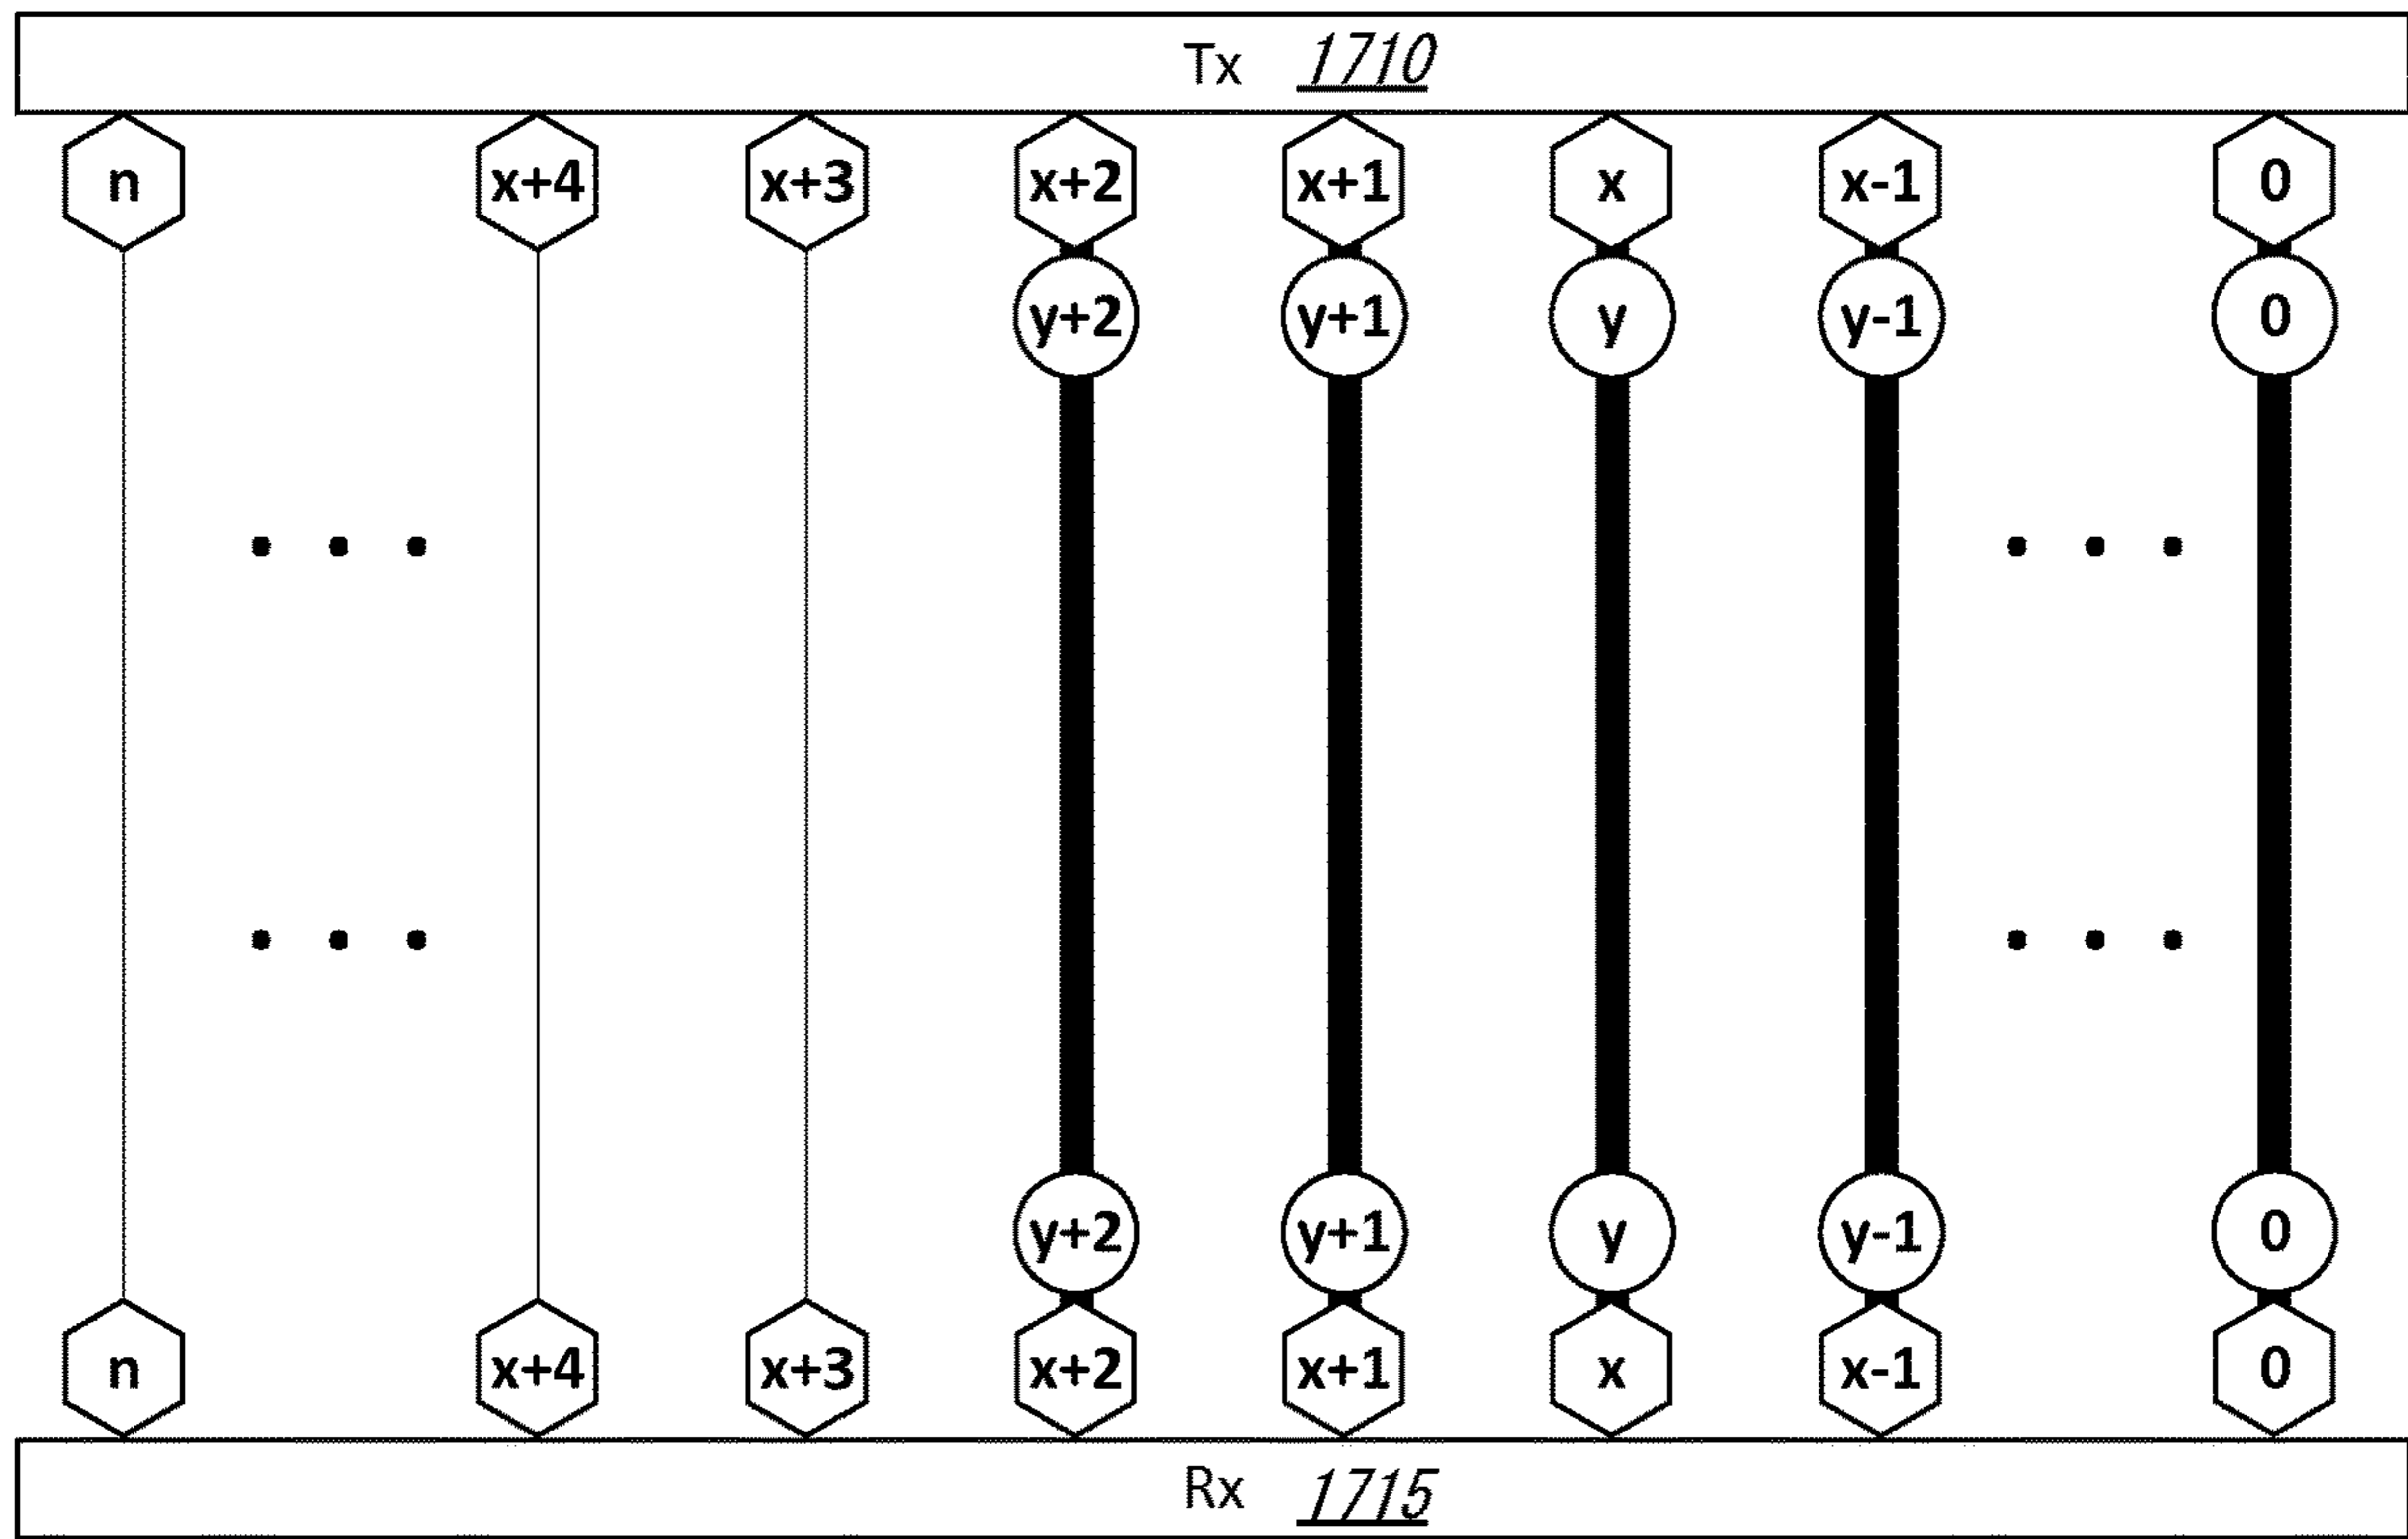 Tx 1710
n x+4 x+3 x+2 x+1 x x-1 0
y+2 y+1 y y-1 0
y+2 y+1 y y-1 0
n x+4 x+3 x+2 x+1 x x-1 0
Rx 1715